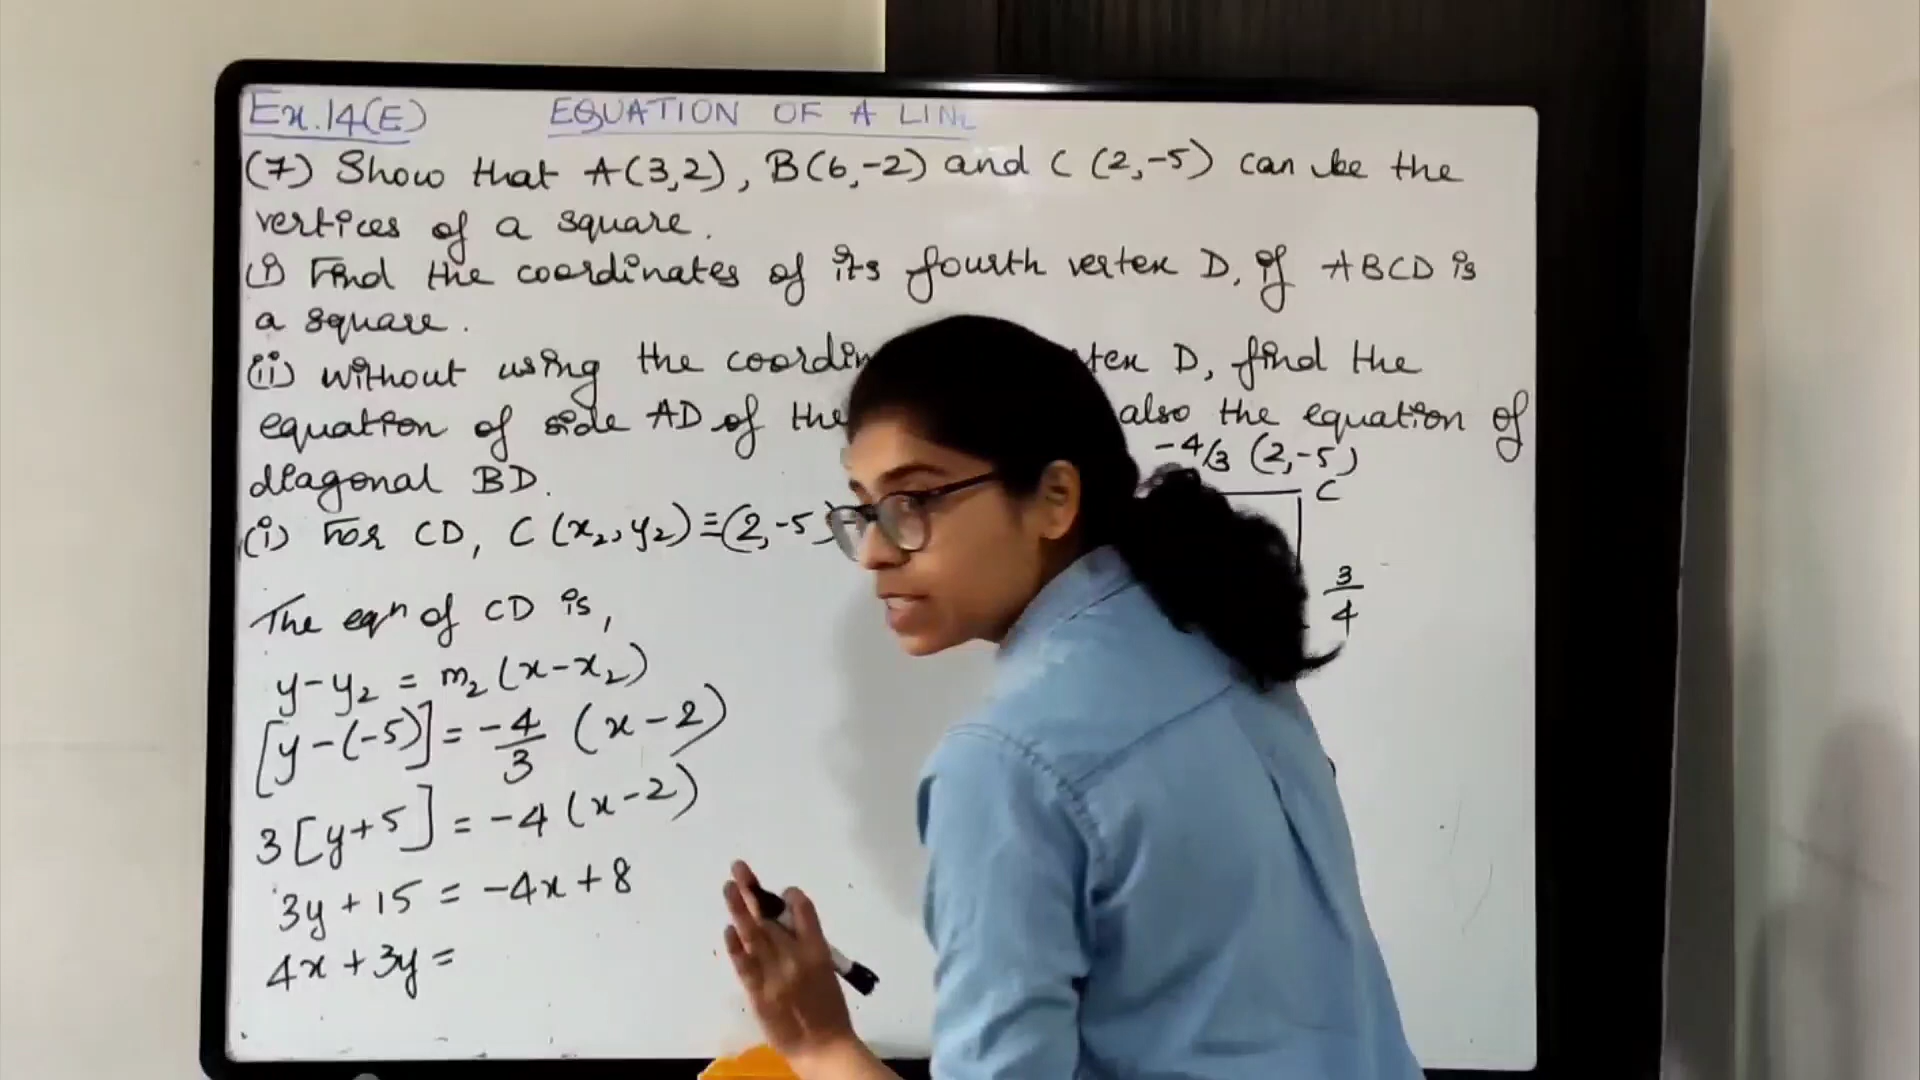 Ex.14(E) EQUATION OF A LINE
(7) Show that A(3,2), B(6,-2) and C (2,-5) can be the
vertices of a square.
(i) Find the coordinates of its fourth vertex D, if ABCD is
a square.
(ii) without using the coordin tex D, find the
equation of side AD of the also the equation of
diagonal BD.
-4/3 (2,-5)
C
3/4
(i) For CD, C (x₂, y₂) ≡ (2,-5)
The eqⁿ of CD is,
y-y₂ = m₂ (x-x₂)
[y-(-5)] = -4/3 (x-2)
3[y+5] = -4(x-2)
3y+15 = -4x+8
4x+3y =